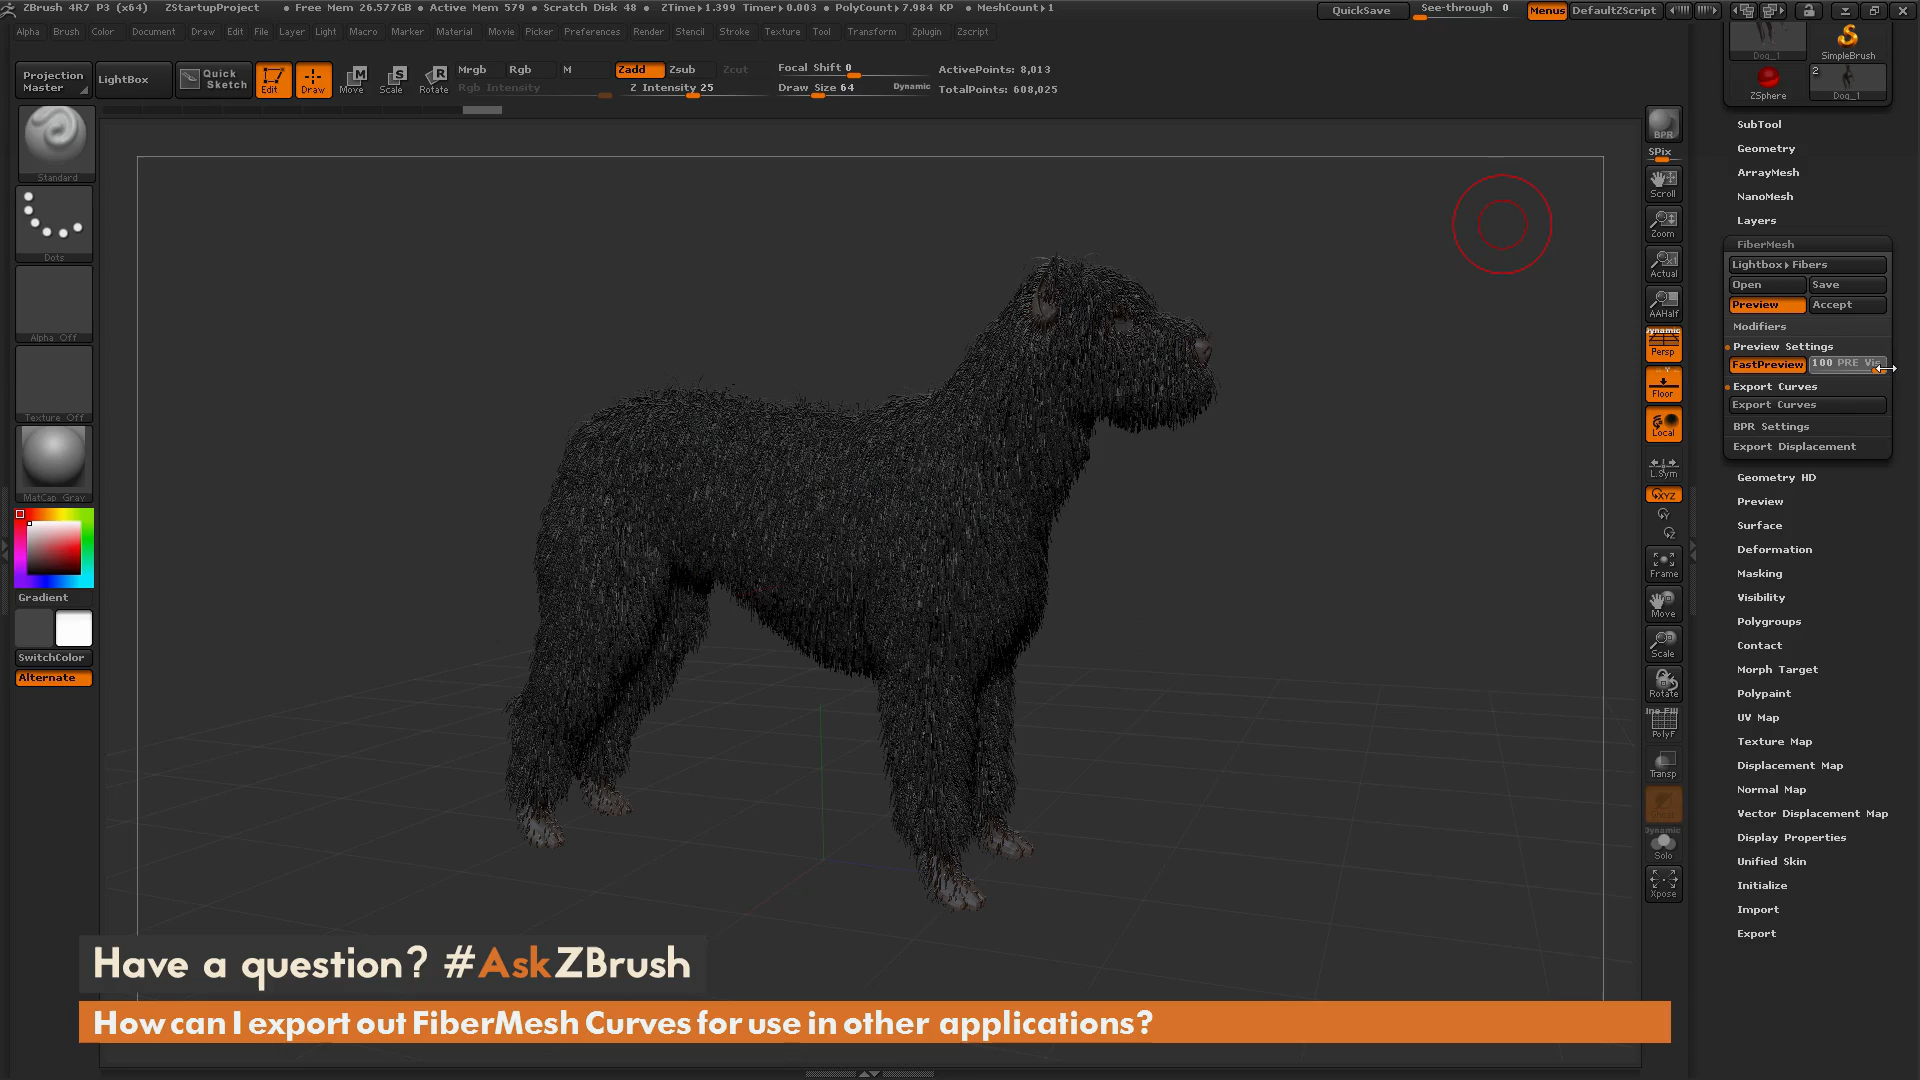 ZBrush 4R7 P3 (x64) ZStartupProject • Free Mem 26.577GB • Active Mem 579 • Scratch Disk 48 • ZTime▸1.399 Timer▸0.003 • PolyCount▸7.984 KP • MeshCount▸1 QuickSave See-through 0 Menus DefaultZScript
Alpha Brush Color Document Draw Edit File Layer Light Macro Marker Material Movie Picker Preferences Render Stencil Stroke Texture Tool Transform Zplugin Zscript
Projection Master
LightBox
Quick Sketch
Edit
Draw
Move
Scale
Rotate
Mrgb Rgb M
Rgb Intensity
Zadd Zsub Zcut
Z Intensity 25
Focal Shift 0
Draw Size 64 Dynamic
ActivePoints: 8,013
TotalPoints: 608,025
Standard
Dots
Alpha Off
Texture Off
MatCap Gray
Gradient
SwitchColor
Alternate
BPR
SPix
Scroll
Zoom
Actual
AAHalf
Dynamic
Persp
Floor
Local
L.Sym
XYZ
Y
Z
Frame
Move
Scale
Rotate
PolyF
Transp
Dynamic
Solo
Xpose
Dog_1
SimpleBrush
ZSphere
2
Dog_1
SubTool
Geometry
ArrayMesh
NanoMesh
Layers
FiberMesh
Lightbox▸Fibers
Open Save
Preview Accept
Modifiers
Preview Settings
FastPreview 100 PRE Vis
Export Curves
Export Curves
BPR Settings
Export Displacement
Geometry HD
Preview
Surface
Deformation
Masking
Visibility
Polygroups
Contact
Morph Target
Polypaint
UV Map
Texture Map
Displacement Map
Normal Map
Vector Displacement Map
Display Properties
Unified Skin
Initialize
Import
Export
Have a question? #AskZBrush
How can I export out FiberMesh Curves for use in other applications?